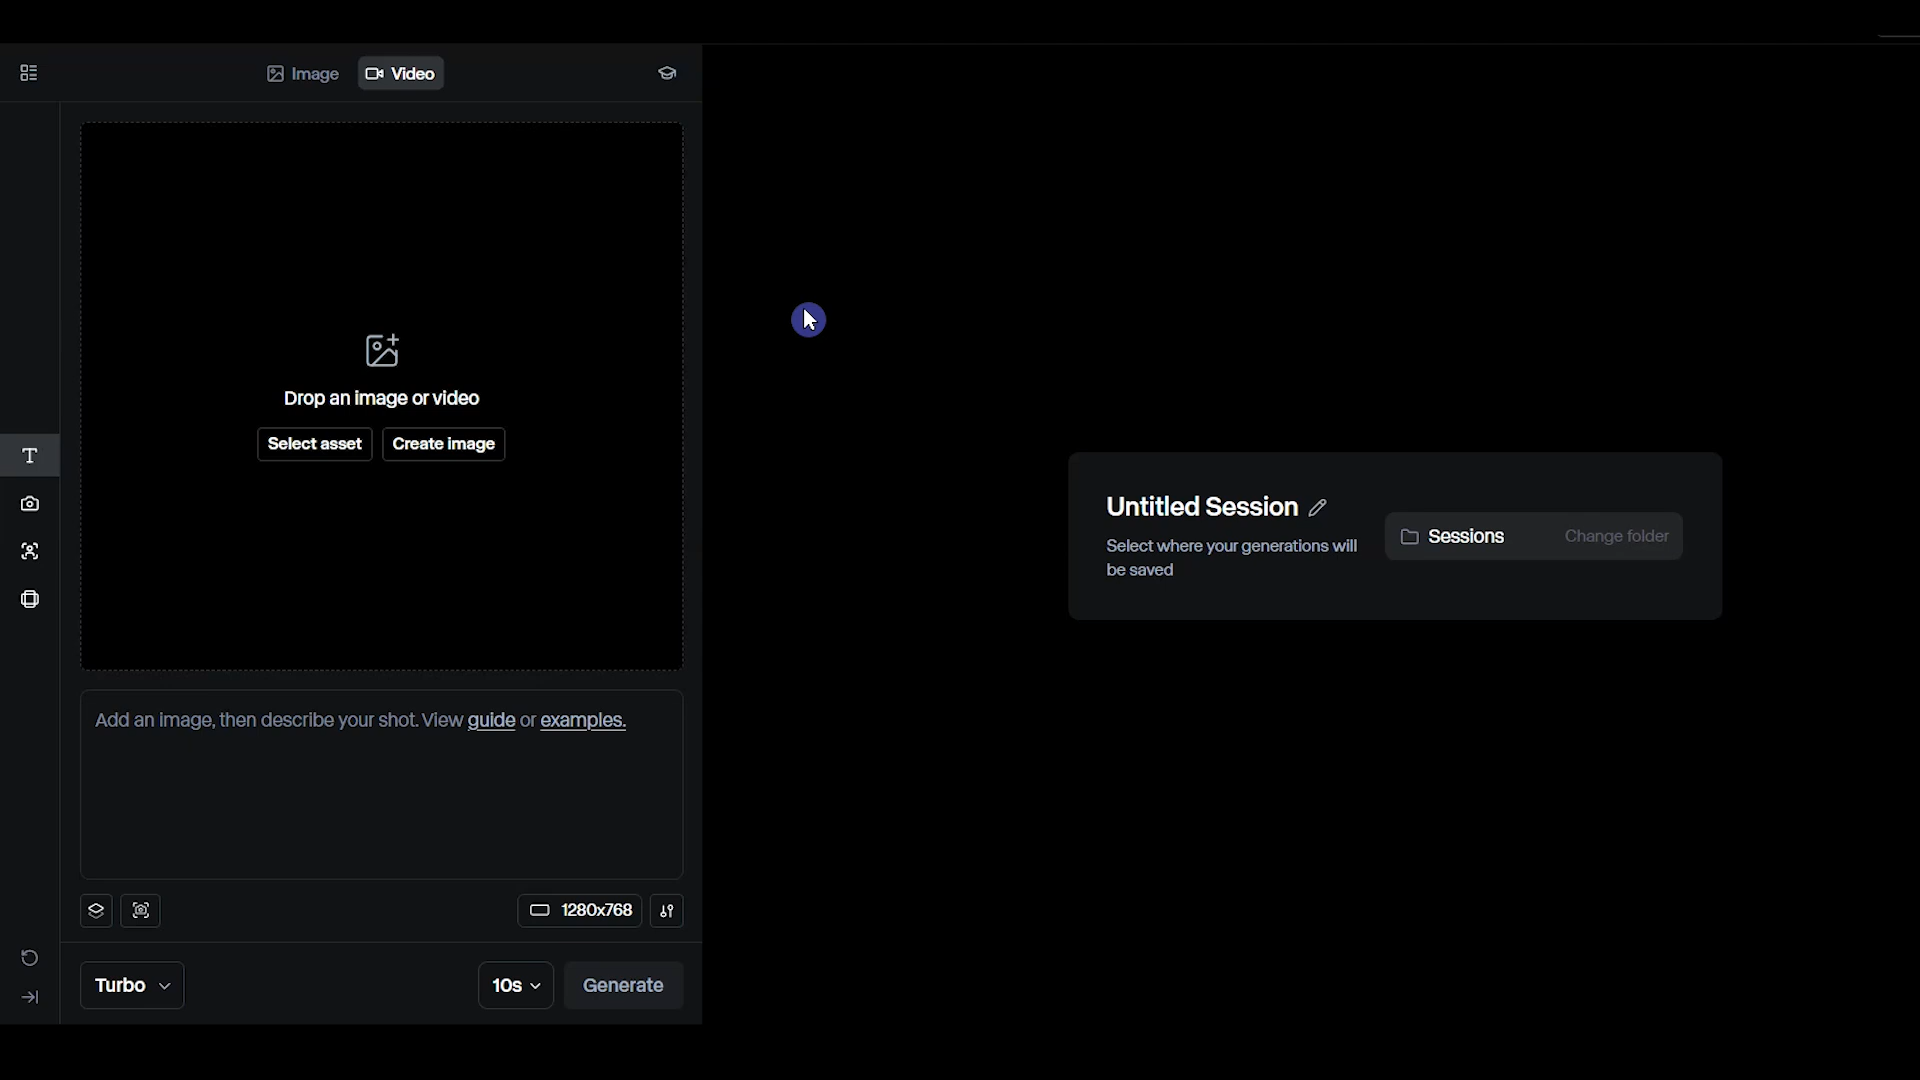 Image
Video
Drop an image or video
Select asset
Create image
T
Add an image, then describe your shot. View guide or examples.
1280x768
Turbo
10s
Generate
Untitled Session
Select where your generations will
be saved
Sessions
Change folder